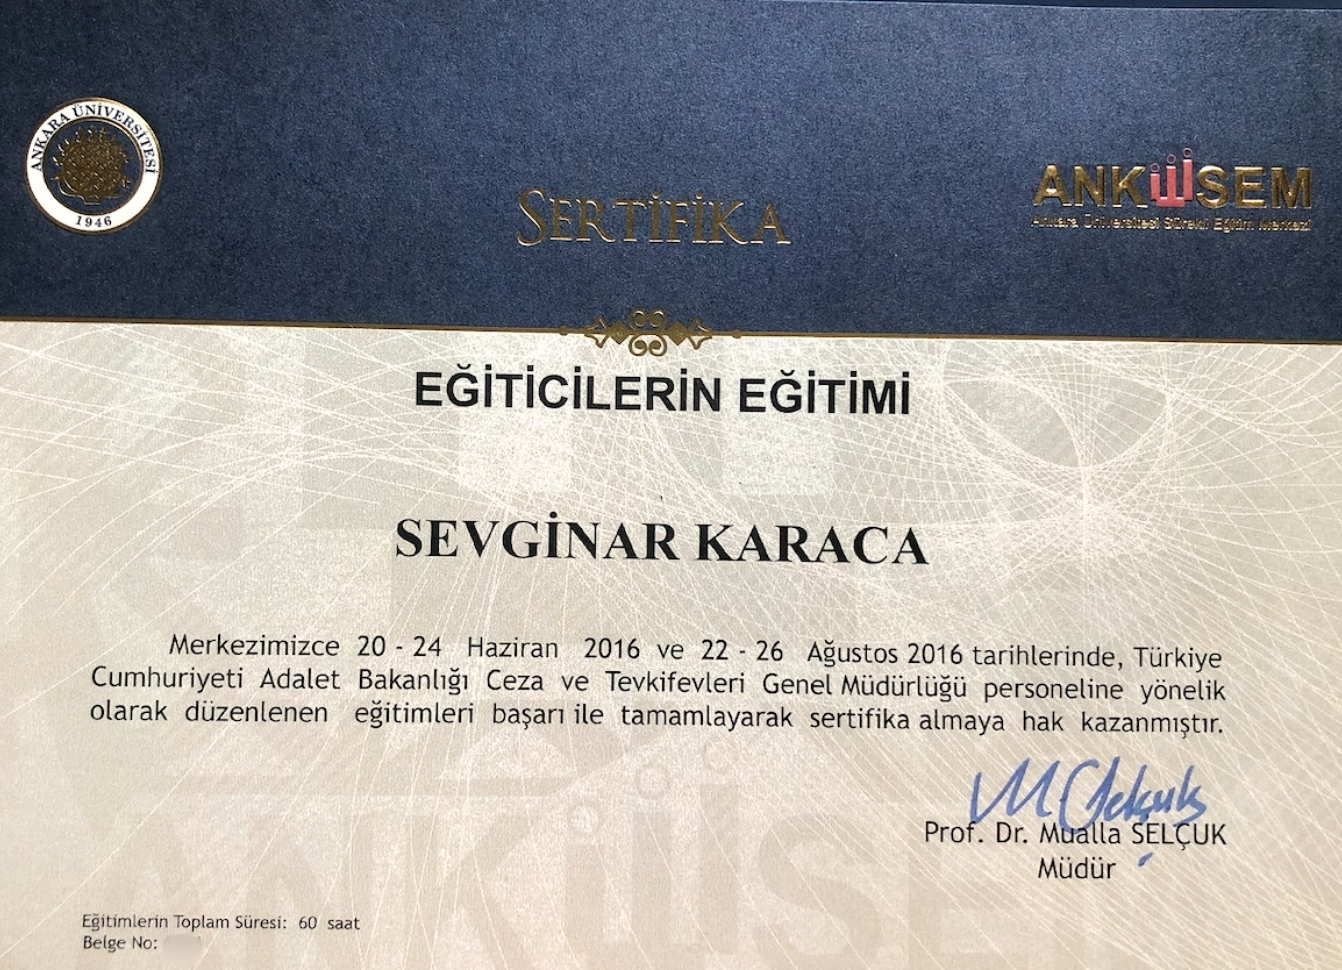 ANKARA ÜNİVERSİTESİ
1946
SERTİFİKA
ANKÜSEM
Ankara Üniversitesi Sürekli Eğitim Merkezi
EĞİTİCİLERİN EĞİTİMİ
SEVGİNAR KARACA
Merkezimizce 20 - 24 Haziran 2016 ve 22 - 26 Ağustos 2016 tarihlerinde, Türkiye
Cumhuriyeti Adalet Bakanlığı Ceza ve Tevkifevleri Genel Müdürlüğü personeline yönelik
olarak düzenlenen eğitimleri başarı ile tamamlayarak sertifika almaya hak kazanmıştır.
M Selçuk
Prof. Dr. Mualla SELÇUK
Müdür
Eğitimlerin Toplam Süresi: 60 saat
Belge No: